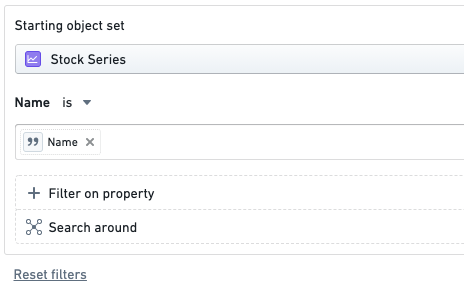 Starting object set
Stock Series
Name is
Name
Filter on property
Search around
Reset filters